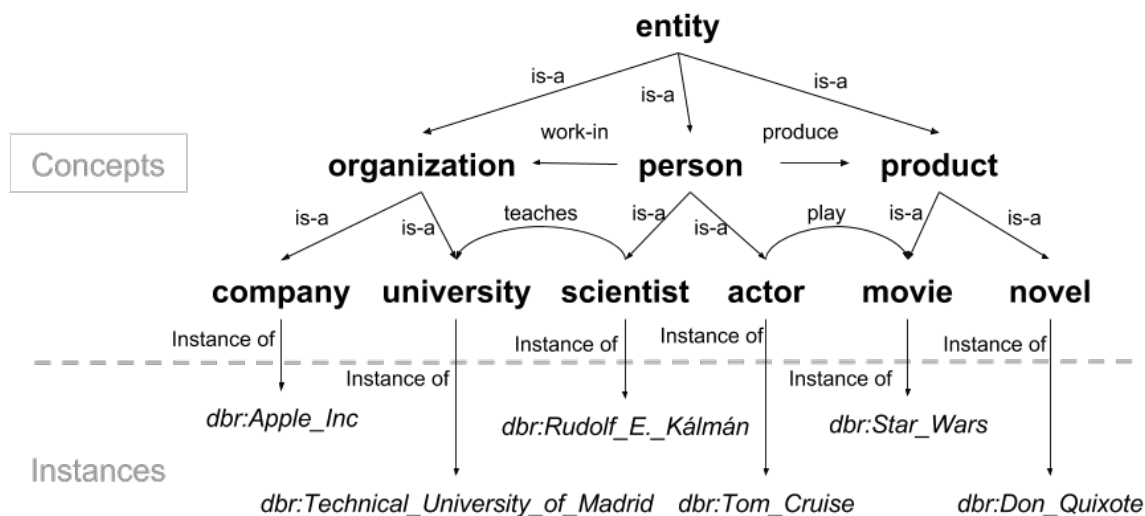 entity
is-a
is-a
is-a
work-in
produce
Concepts
organization
person
product
is-a
is-a
teaches
is-a
is-a
play
is-a
is-a
company
university
scientist
actor
movie
novel
Instance of
Instance of
Instance of
Instance of
Instance of
Instance of
dbr:Apple_Inc
dbr:Rudolf_E._Kálmán
dbr:Star_Wars
Instances
dbr:Technical_University_of_Madrid
dbr:Tom_Cruise
dbr:Don_Quixote